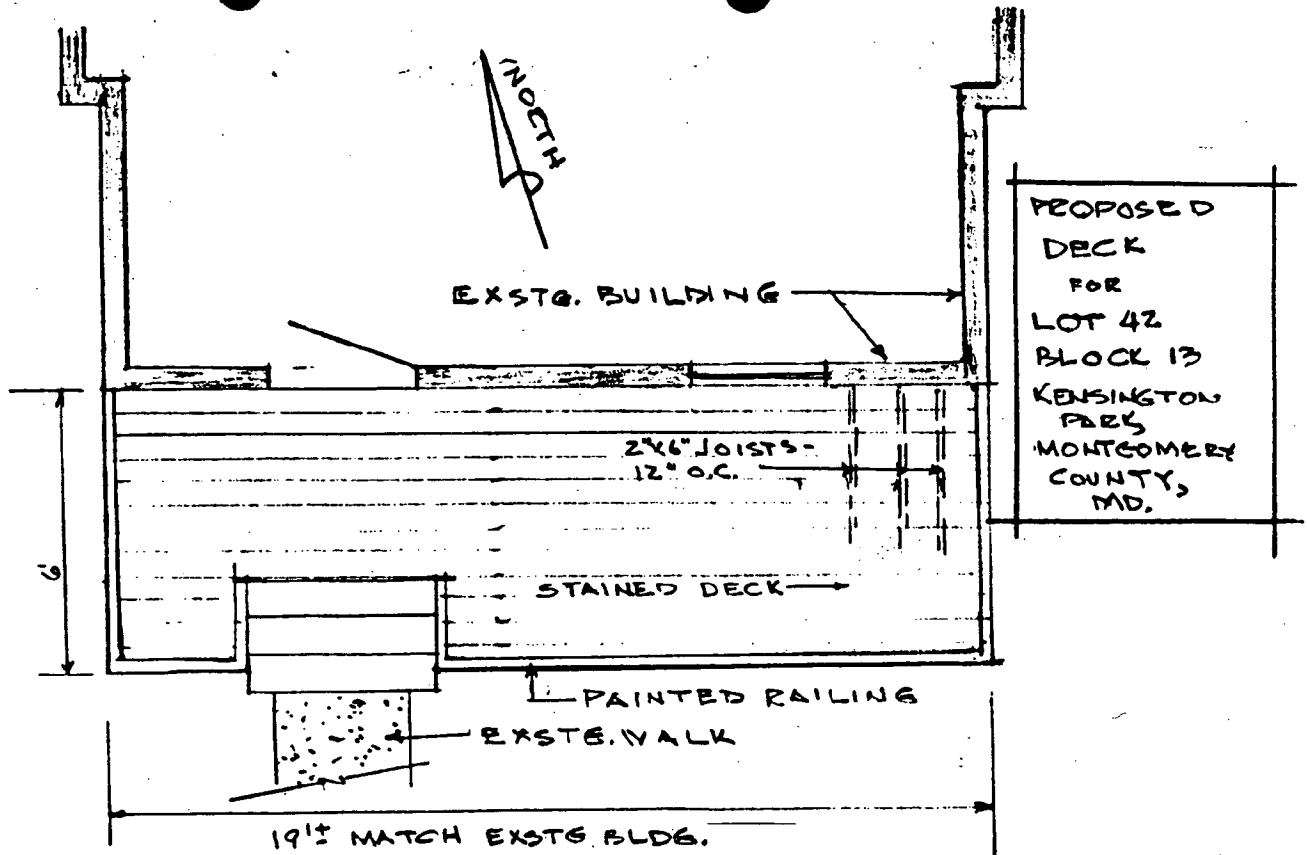 NORTH
EXSTG. BUILDING
PROPOSED
DECK
FOR
LOT 42
BLOCK 13
KENSINGTON
PARK
MONTGOMERY
COUNTY,
MD.
2"X6" JOISTS-
12" O.C.
6'
STAINED DECK
PAINTED RAILING
EXSTG. WALK
19'± MATCH EXSTG BLDG.